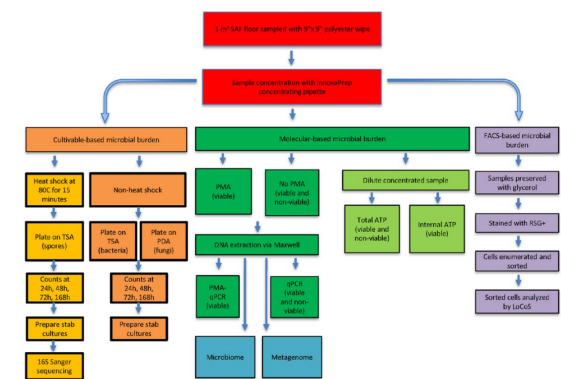 1 m² SAF floor sampled with 9"x 9" polyester wipe
Sample concentration with InnovaPrep
concentrating pipette
Cultivable-based microbial burden
Molecular-based microbial burden
FACS-based microbial
burden
Heat shock at
80C for 15
minutes
Non-heat shock
PMA
(viable)
No PMA
(viable and
non-viable)
Dilute concentrated sample
Samples preserved
with glycerol
Plate on TSA
(spores)
Plate on
TSA
(bacteria)
Plate on
PDA
(fungi)
Total ATP
(viable and
non-viable)
Internal ATP
(viable)
Stained with RSG+
DNA extraction via Maxwell
Cells enumerated and
sorted
Counts at
24h, 48h,
72h, 168h
Counts at
24h, 48h,
72h, 168h
PMA-
qPCR
(viable)
qPCR
(viable
and non-
viable)
Sorted cells analyzed
by LoCoS
Prepare stab
cultures
Prepare stab
cultures
16S Sanger
sequencing
Microbiome
Metagenome